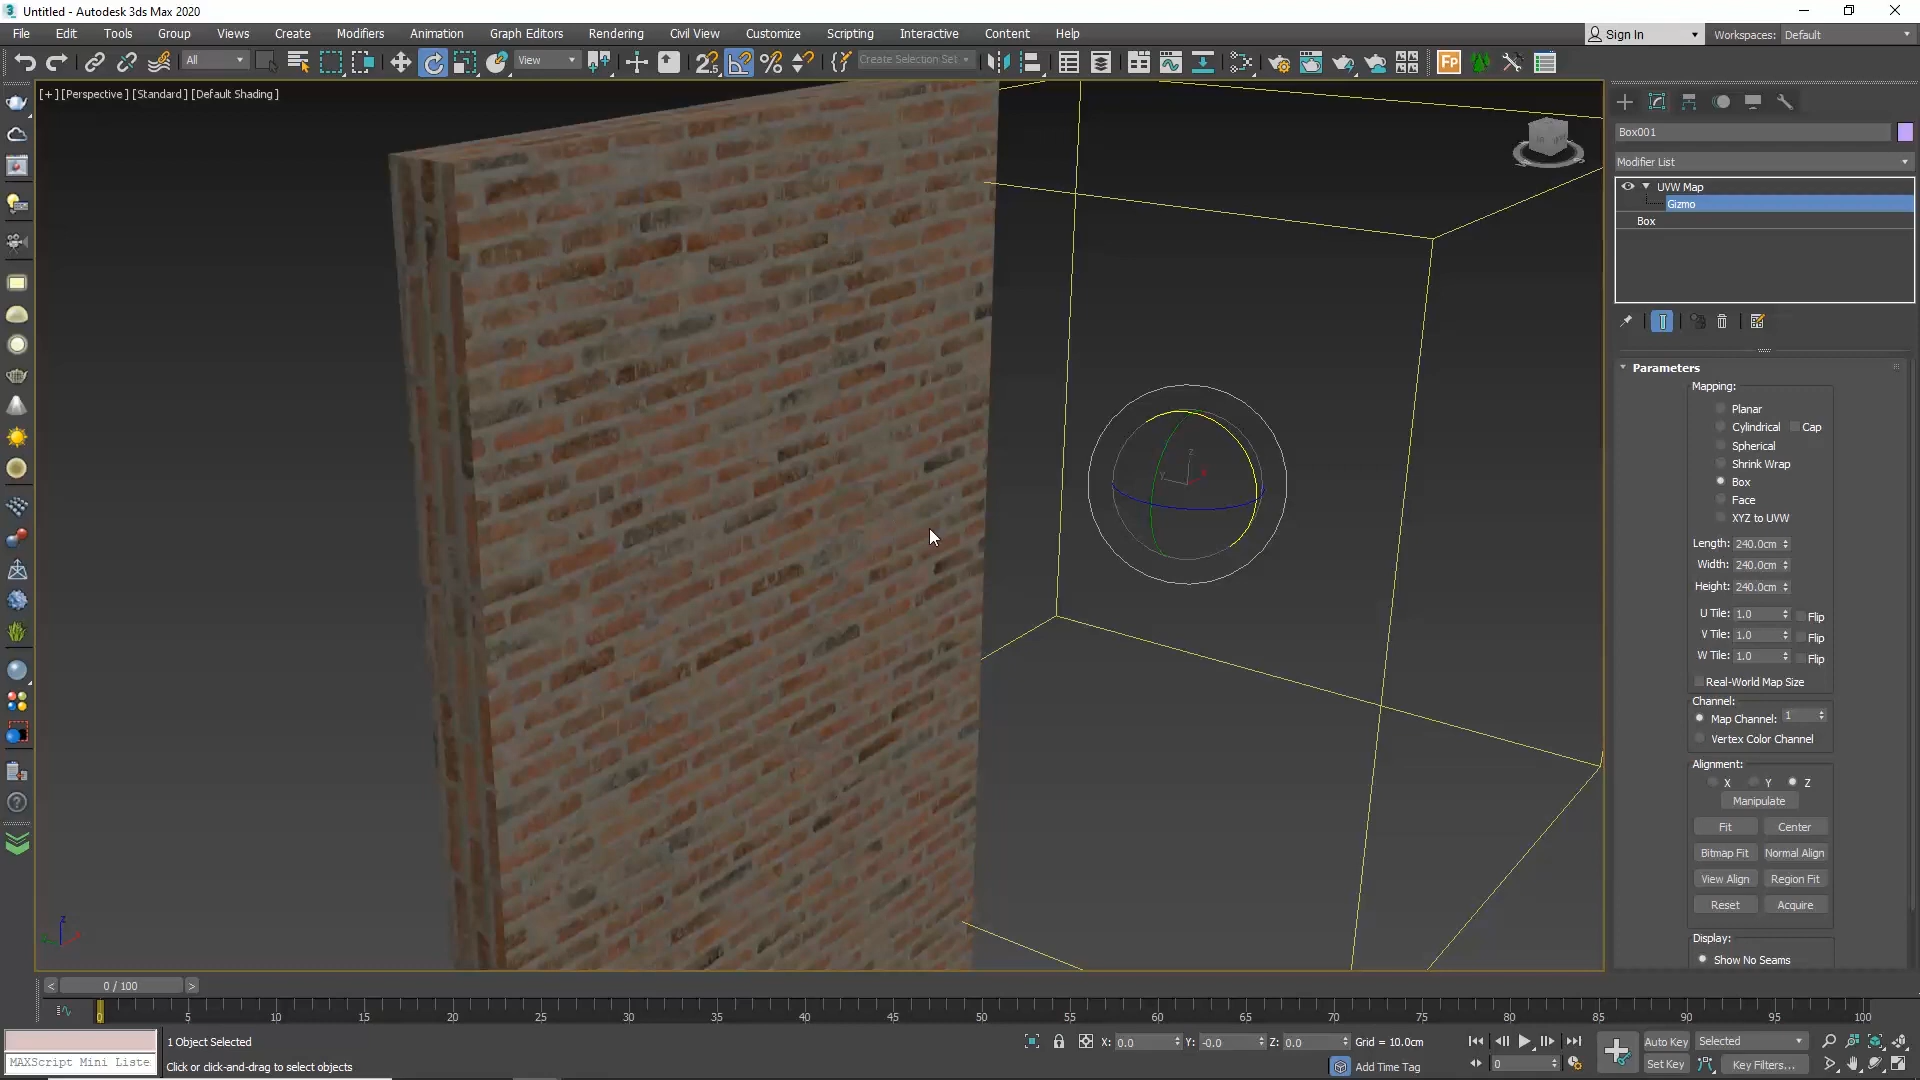 Untitled - Autodesk 3ds Max 2020
File Edit Tools Group Views Create Modifiers Animation Graph Editors Rendering Civil View Customize Scripting Interactive Content Help
Sign In
Workspaces: Default
All
View
Create Selection Set
Fp
[+] [Perspective] [Standard] [Default Shading]
Box001
Modifier List
UVW Map
Gizmo
Box
Parameters
Mapping:
Planar
Cylindrical Cap
Spherical
Shrink Wrap
Box
Face
XYZ to UVW
Length: 240.0cm
Width: 240.0cm
Height: 240.0cm
U Tile: 1.0 Flip
V Tile: 1.0 Flip
W Tile: 1.0 Flip
Real-World Map Size
Channel:
Map Channel: 1
Vertex Color Channel
Alignment:
X Y Z
Manipulate
Fit Center
Bitmap Fit Normal Align
View Align Region Fit
Reset Acquire
Display:
Show No Seams
z
< 0 / 100 >
0 5 10 15 20 25 30 35 40 45 50 55 60 65 70 75 80 85 90 95 100
1 Object Selected
MAXScript Mini Liste
Click or click-and-drag to select objects
X: 0.0 Y: -0.0 Z: 0.0 Grid = 10.0cm
Add Time Tag
0
Auto Key Selected
Set Key Key Filters...